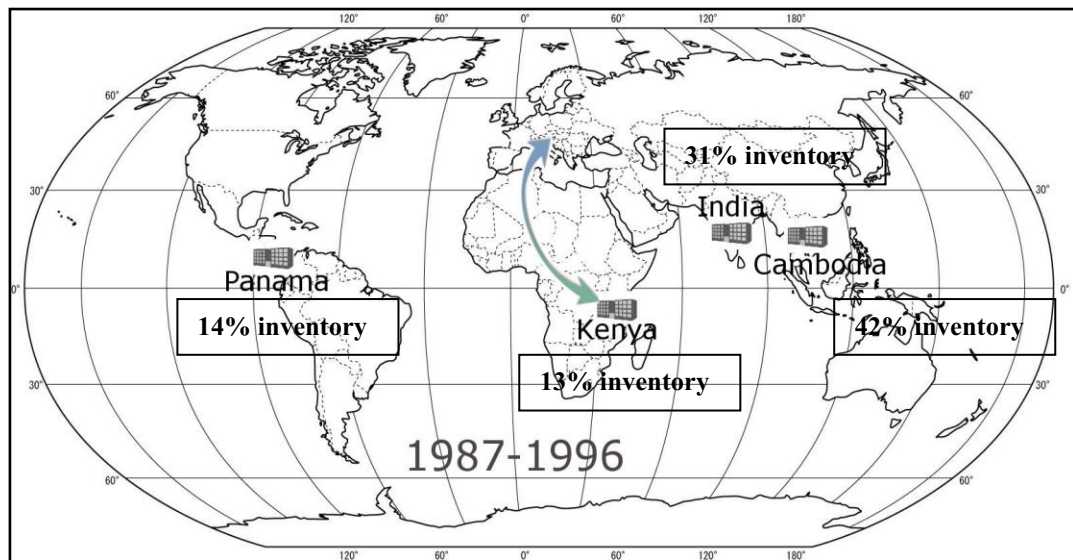 120° 60° 0° 60° 120° 180°
60° 60°
31% inventory
30° 30°
India
Cambodia
Panama
0° 0°
14% inventory
42% inventory
Kenya
13% inventory
30° 30°
1987-1996
60° 60°
120° 60° 0° 60° 120°